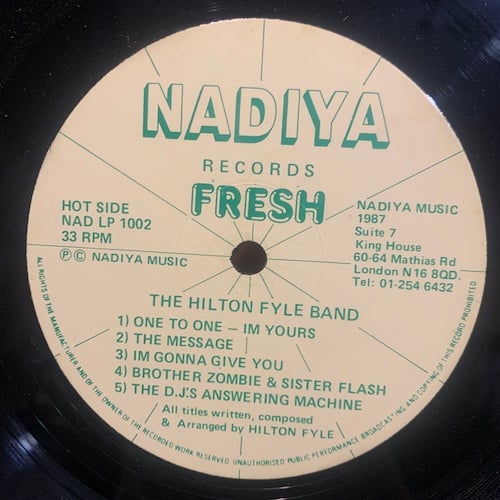 NADIYA
RECORDS
FRESH
HOT SIDE
NAD LP 1002
33 RPM
Ⓟ © NADIYA MUSIC
NADIYA MUSIC
1987
Suite 7
King House
60-64 Mathias Rd
London N16 8QD.
Tel: 01-254 6432
THE HILTON FYLE BAND
1) ONE TO ONE – IM YOURS
2) THE MESSAGE
3) IM GONNA GIVE YOU
4) BROTHER ZOMBIE & SISTER FLASH
5) THE D.J'S ANSWERING MACHINE
All titles written, composed
& Arranged by HILTON FYLE
ALL RIGHTS OF THE MANUFACTURER AND OF THE OWNER OF THE RECORDED WORK RESERVED. UNAUTHORISED PUBLIC PERFORMANCE BROADCASTING AND COPYING OF THIS RECORD PROHIBITED